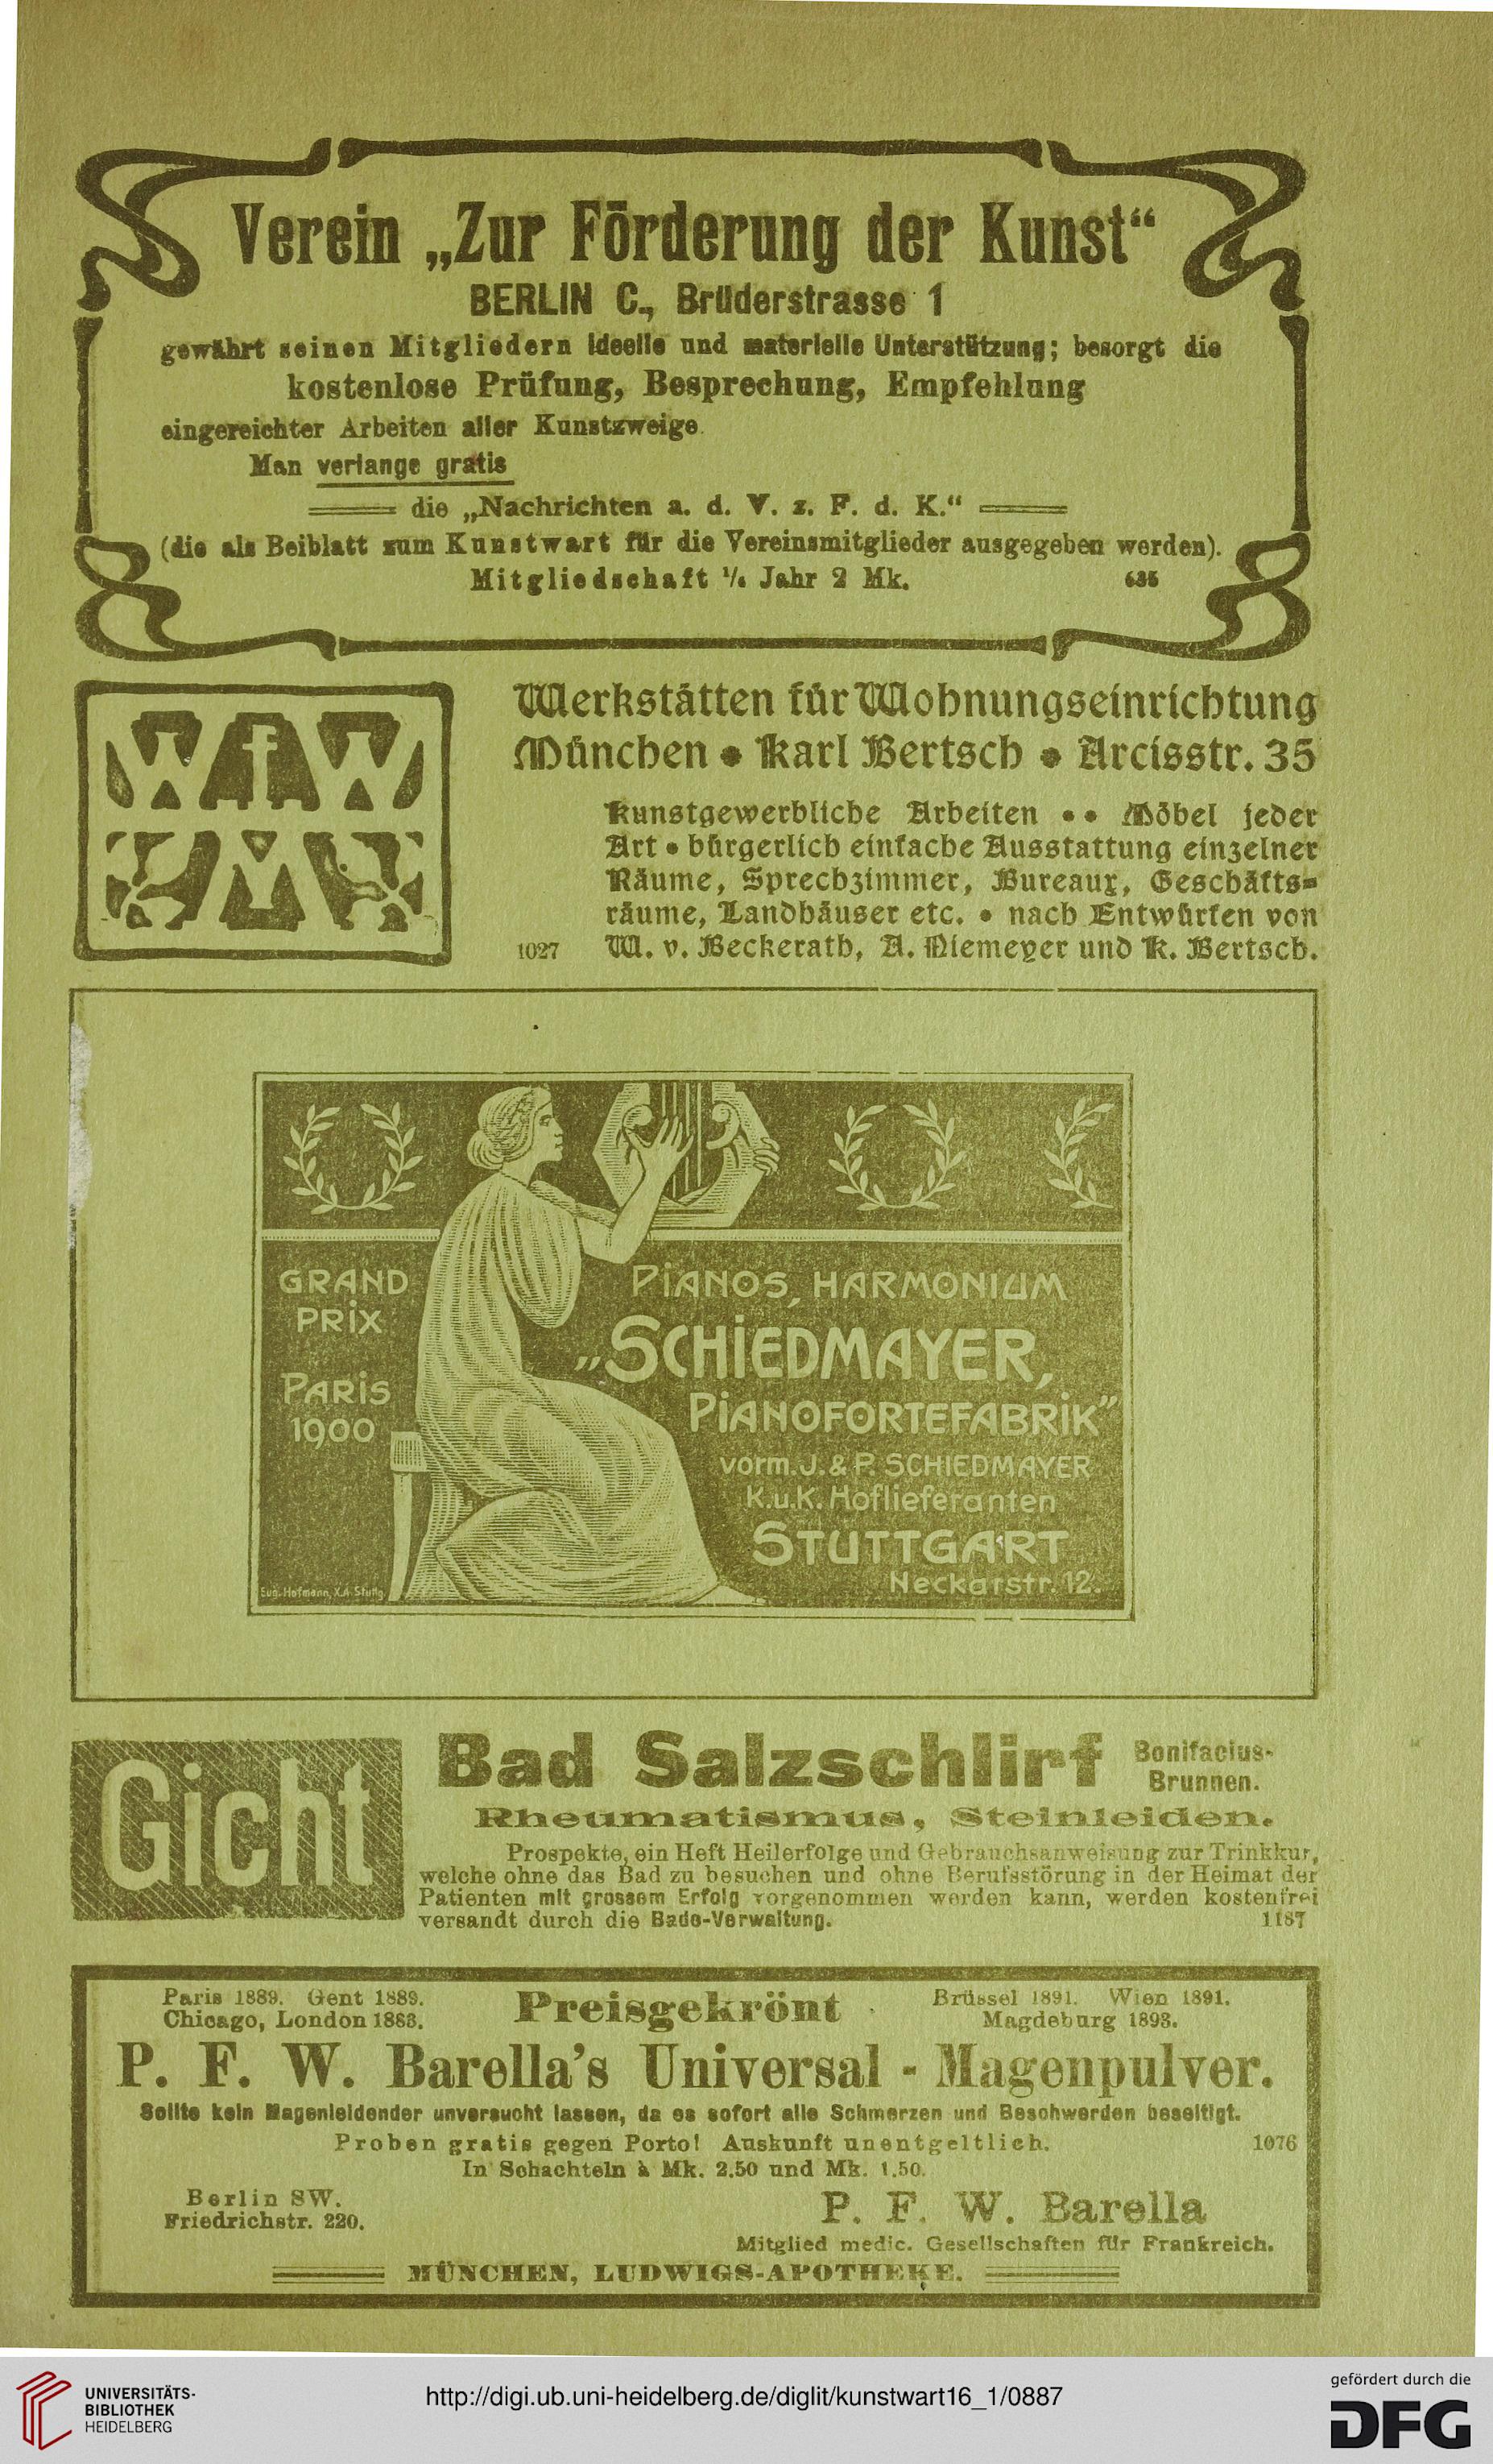 Verein „Zur Förderung der Kunst“
BERLIN C., Brüderstrasse 1
gewährt seinen Mitgliedern ideelle und materielle Unterstützung; besorgt die
kostenlose Prüfung, Besprechung, Empfehlung
eingereichter Arbeiten aller Kunstzweige
Man verlange gratis
die „Nachrichten a. d. V. z. F. d. K.“
(die als Beiblatt zum Kunstwart für die Vereinsmitglieder ausgegeben werden).
Mitgliedschaft ¼ Jahr 2 Mk. 635
WfW
Werkstätten für Wohnungseinrichtung
München • Karl Bertsch • Arcisstr. 35
Kunstgewerbliche Arbeiten •• Möbel jeder
Art • bürgerlich einfache Ausstattung einzelner
Räume, Sprechzimmer, Bureaux, Geschäfts-
räume, Landhäuser etc. • nach Entwürfen von
1027 W. v. Beckerath, A. Niemeyer und K. Bertsch.
GRAND
PRIX
PARIS
1900
PIANOS, HARMONIUM
„SCHIEDMAYER,
PIANOFORTEFABRIK”
vorm. J. & P. SCHIEDMAYER
K.u.K. Hoflieferanten
STUTTGART
Neckarstr. 12.
Eug. Hofmann, X.A. Stuttg.
Gicht
Bad Salzschlirf Bonifacius-
Brunnen.
Rheumatismus, Steinleiden.
Prospekte, ein Heft Heilerfolge und Gebrauchsanweisung zur Trinkkur,
welche ohne das Bad zu besuchen und ohne Berufsstörung in der Heimat der
Patienten mit grossem Erfolg vorgenommen werden kann, werden kostenfrei
versandt durch die Bade-Verwaltung. 1187
Paris 1889. Gent 1889.
Chicago, London 1893.
Preisgekrönt
Brüssel 1891. Wien 1891.
Magdeburg 1893.
P. F. W. Barella's Universal - Magenpulver.
Sollte kein Magenleidender unversucht lassen, da es sofort alle Schmerzen und Beschwerden beseitigt.
Proben gratis gegen Porto! Auskunft unentgeltlich. 1076
In Schachteln à Mk. 2.50 und Mk. 1.50.
Berlin SW.
Friedrichstr. 220.
P. F. W. Barella
Mitglied medic. Gesellschaften für Frankreich.
MÜNCHEN, LUDWIGS-APOTHEKE.
UNIVERSITÄTS-
BIBLIOTHEK
HEIDELBERG
http://digi.ub.uni-heidelberg.de/diglit/kunstwart16_1/0887
gefördert durch die
DFG